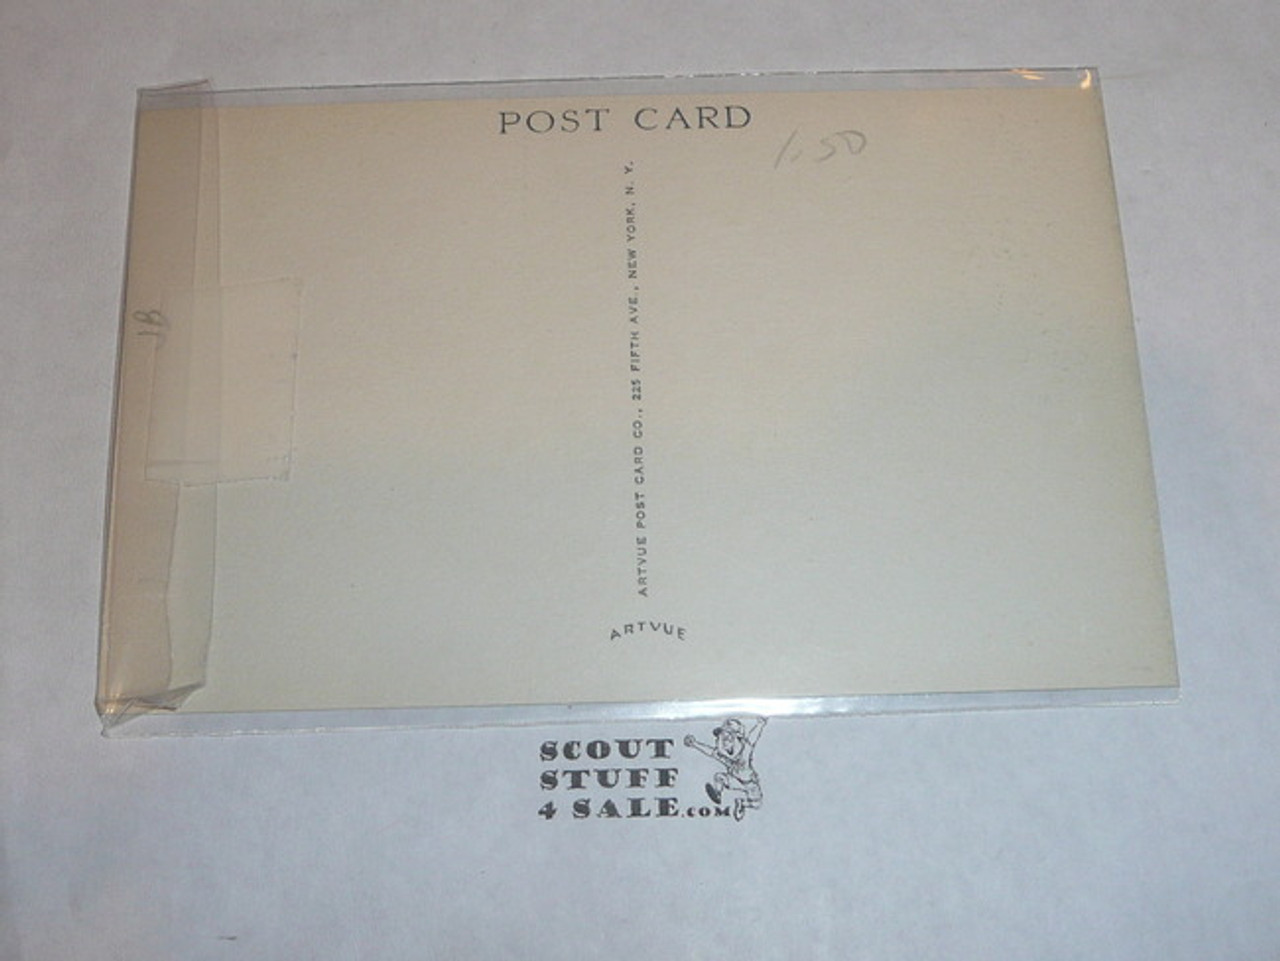 POST CARD
1.50
JB
ARTVUE POST CARD CO., 225 FIFTH AVE., NEW YORK, N. Y.
ARTVUE
SCOUT
STUFF
4 SALE.COM